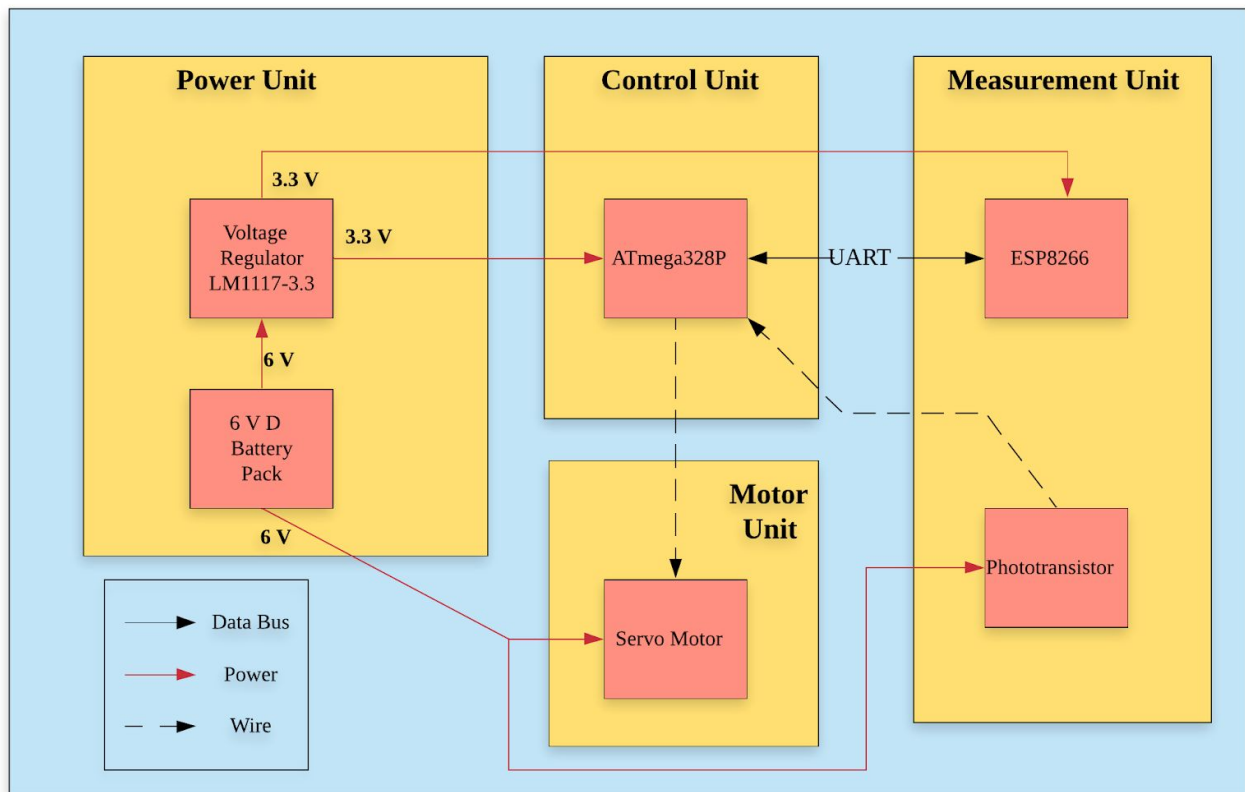 Power Unit
Control Unit
Measurement Unit
3.3 V
Voltage
Regulator
LM1117-3.3
3.3 V
ATmega328P
UART
ESP8266
6 V
6 V D
Battery
Pack
6 V
Motor
Unit
Phototransistor
Servo Motor
Data Bus
Power
Wire